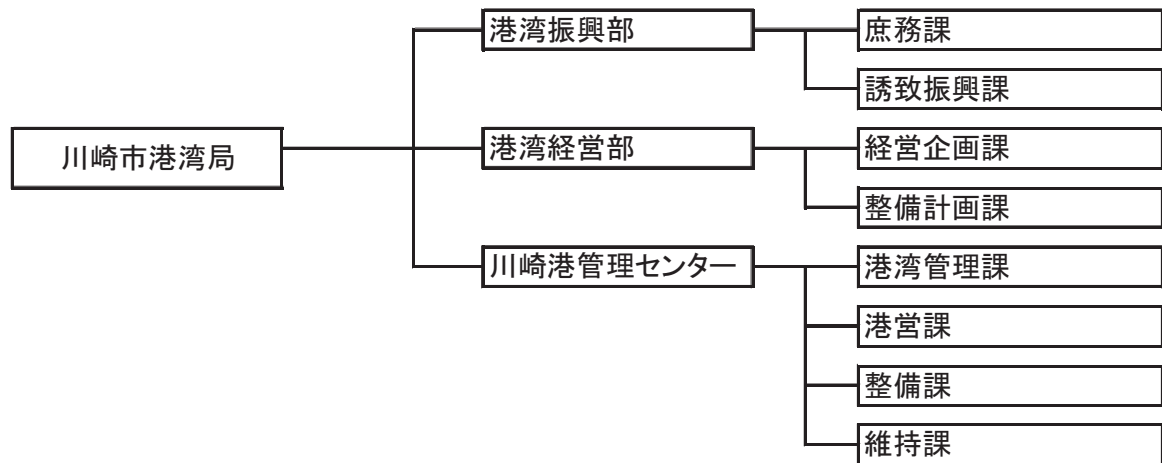 川崎市港湾局
港湾振興部
庶務課
誘致振興課
港湾経営部
経営企画課
整備計画課
川崎港管理センター
港湾管理課
港営課
整備課
維持課